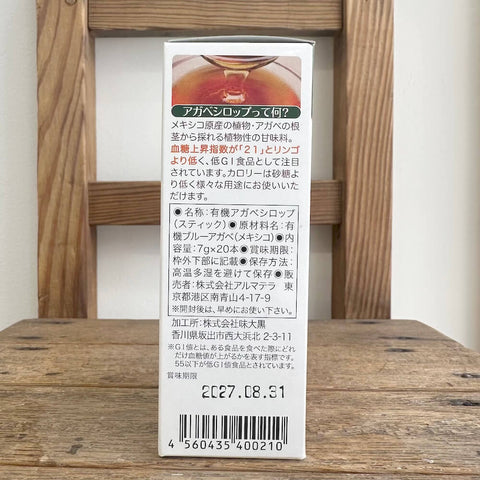 アガベシロップって何?
メキシコ原産の植物・アガベの根
茎から採れる植物性の甘味料。
血糖上昇指数が「21」とリンゴ
より低く、低GI食品として注目
されています。カロリーは砂糖よ
り低く様々な用途にお使いいた
だけます。
●名称:有機アガベシロップ
(スティック)●原材料名:有
機ブルーアガベ(メキシコ)●内
容量:7g×20本●賞味期限:
枠外下部に記載●保存方法:
高温多湿を避けて保存●販
売者:株式会社アルマテラ 東
京都港区南青山4-17-9
※開封後は、早めにお使い下さい。
加工所:株式会社味大黒
香川県坂出市西大浜北 2-3-11
※GI値とは、ある食品を食べた際にどれ
だけ血糖値が上がるかを表す指標です。
55以下が低GI値食品とされています。
賞味期限
2027.08.31
4 560435 400210